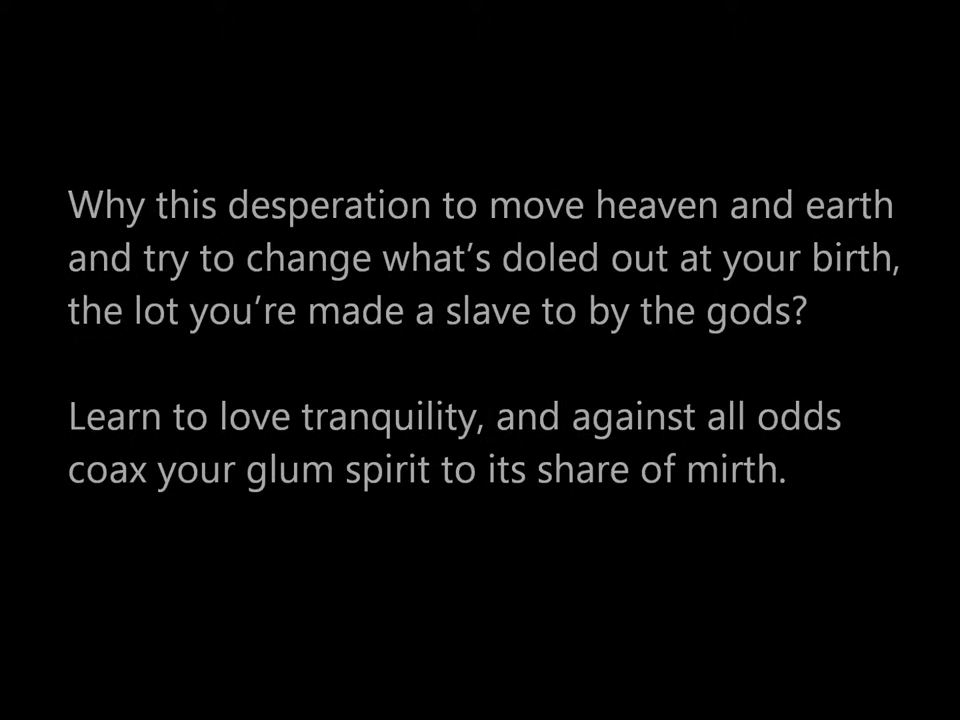 Why this desperation to move heaven and earth
and try to change what’s doled out at your birth,
the lot you’re made a slave to by the gods?
Learn to love tranquility, and against all odds
coax your glum spirit to its share of mirth.